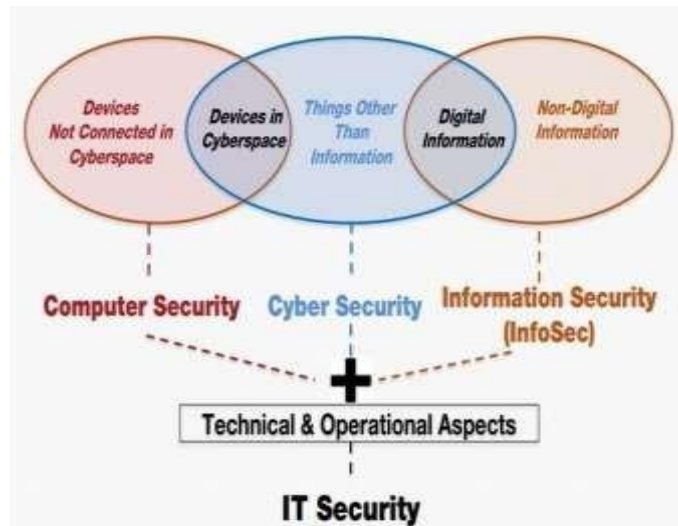 Devices
Not Connected in
Cyberspace
Devices in
Cyberspace
Things Other
Than
Information
Digital
Information
Non-Digital
Information
Computer Security
Cyber Security
Information Security
(InfoSec)
+
Technical & Operational Aspects
IT Security